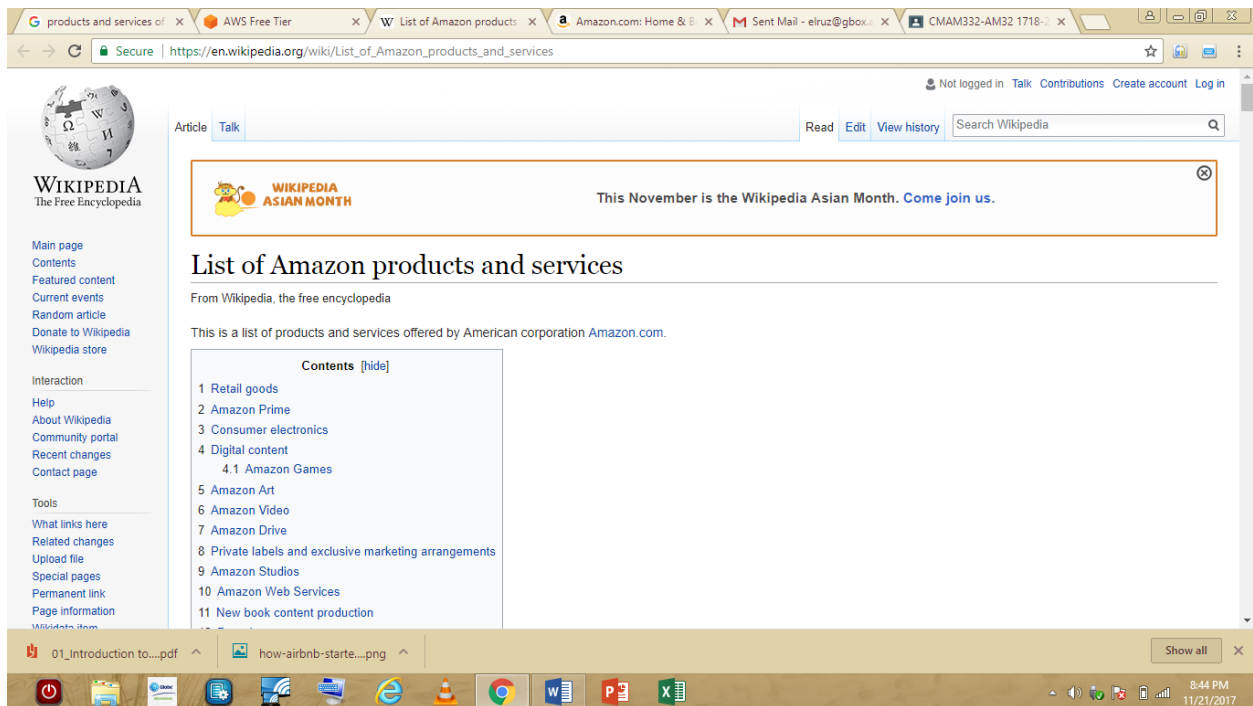 products and services of
AWS Free Tier
W List of Amazon products
a Amazon.com: Home & B
Sent Mail - elruz@gbox.
CMAM332-AM32 1718-2
Secure https://en.wikipedia.org/wiki/List_of_Amazon_products_and_services
Not logged in Talk Contributions Create account Log in
Article Talk
Read Edit View history Search Wikipedia
WIKIPEDIA
The Free Encyclopedia
WIKIPEDIA
ASIAN MONTH
This November is the Wikipedia Asian Month. Come join us.
Main page
Contents
Featured content
Current events
Random article
Donate to Wikipedia
Wikipedia store
Interaction
Help
About Wikipedia
Community portal
Recent changes
Contact page
Tools
What links here
Related changes
Upload file
Special pages
Permanent link
Page information
Wikidata item
List of Amazon products and services
From Wikipedia, the free encyclopedia
This is a list of products and services offered by American corporation Amazon.com.
Contents [hide]
1 Retail goods
2 Amazon Prime
3 Consumer electronics
4 Digital content
4.1 Amazon Games
5 Amazon Art
6 Amazon Video
7 Amazon Drive
8 Private labels and exclusive marketing arrangements
9 Amazon Studios
10 Amazon Web Services
11 New book content production
01_Introduction to....pdf
how-airbnb-starte....png
Show all
8:44 PM
11/21/2017